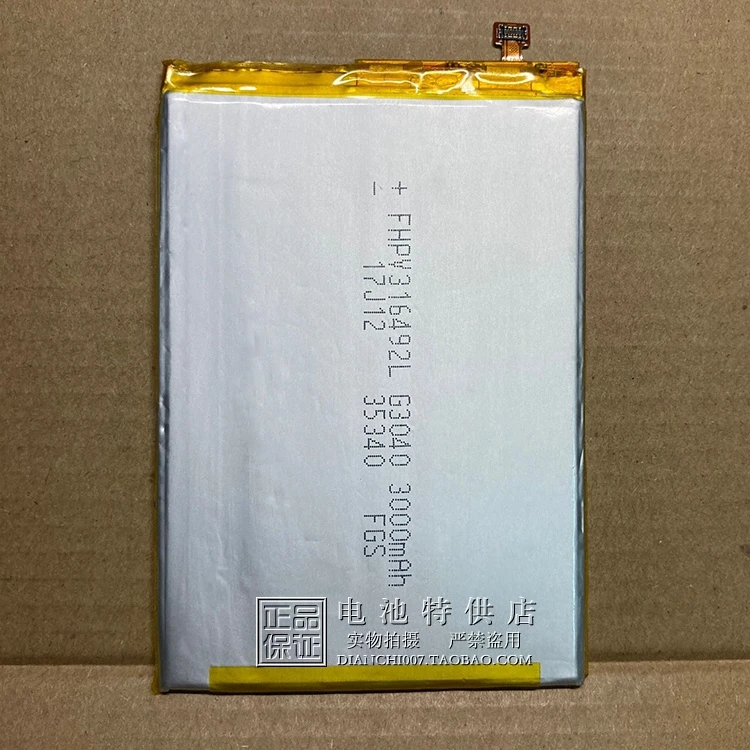 + FHPY316492L G3040 3000mAh
- 17J12 35340 FGS
正品
保证
电池特供店
实物拍摄 严禁盗用
DIANCHI007.TAOBAO.COM